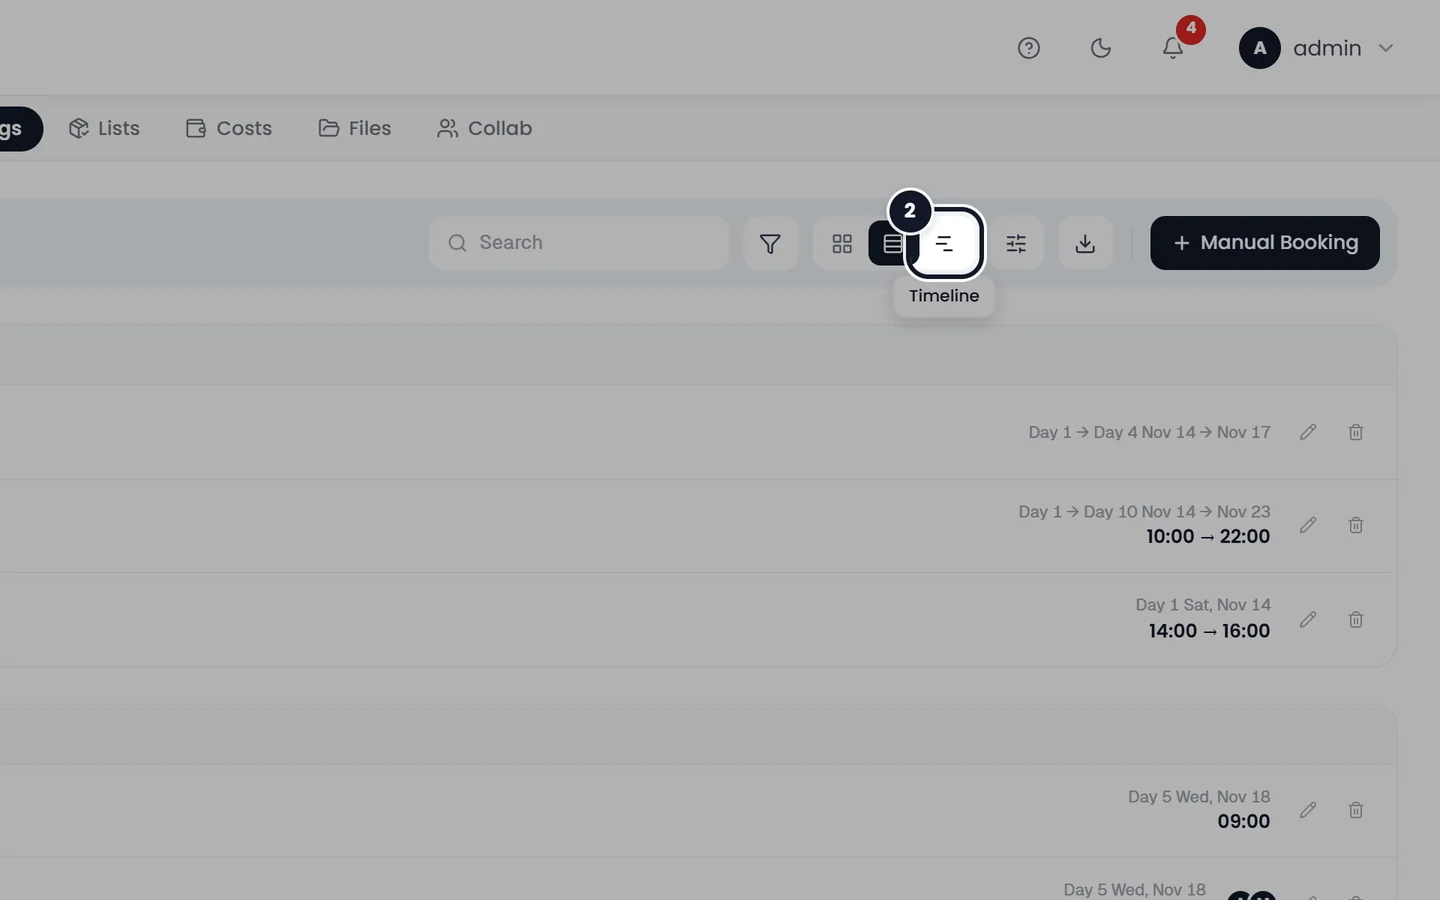 4
A admin
gs Lists Costs Files Collab
2
Search
Manual Booking
Timeline
Day 1 → Day 4 Nov 14 → Nov 17
Day 1 → Day 10 Nov 14 → Nov 23
10:00 → 22:00
Day 1 Sat, Nov 14
14:00 → 16:00
Day 5 Wed, Nov 18
09:00
Day 5 Wed, Nov 18